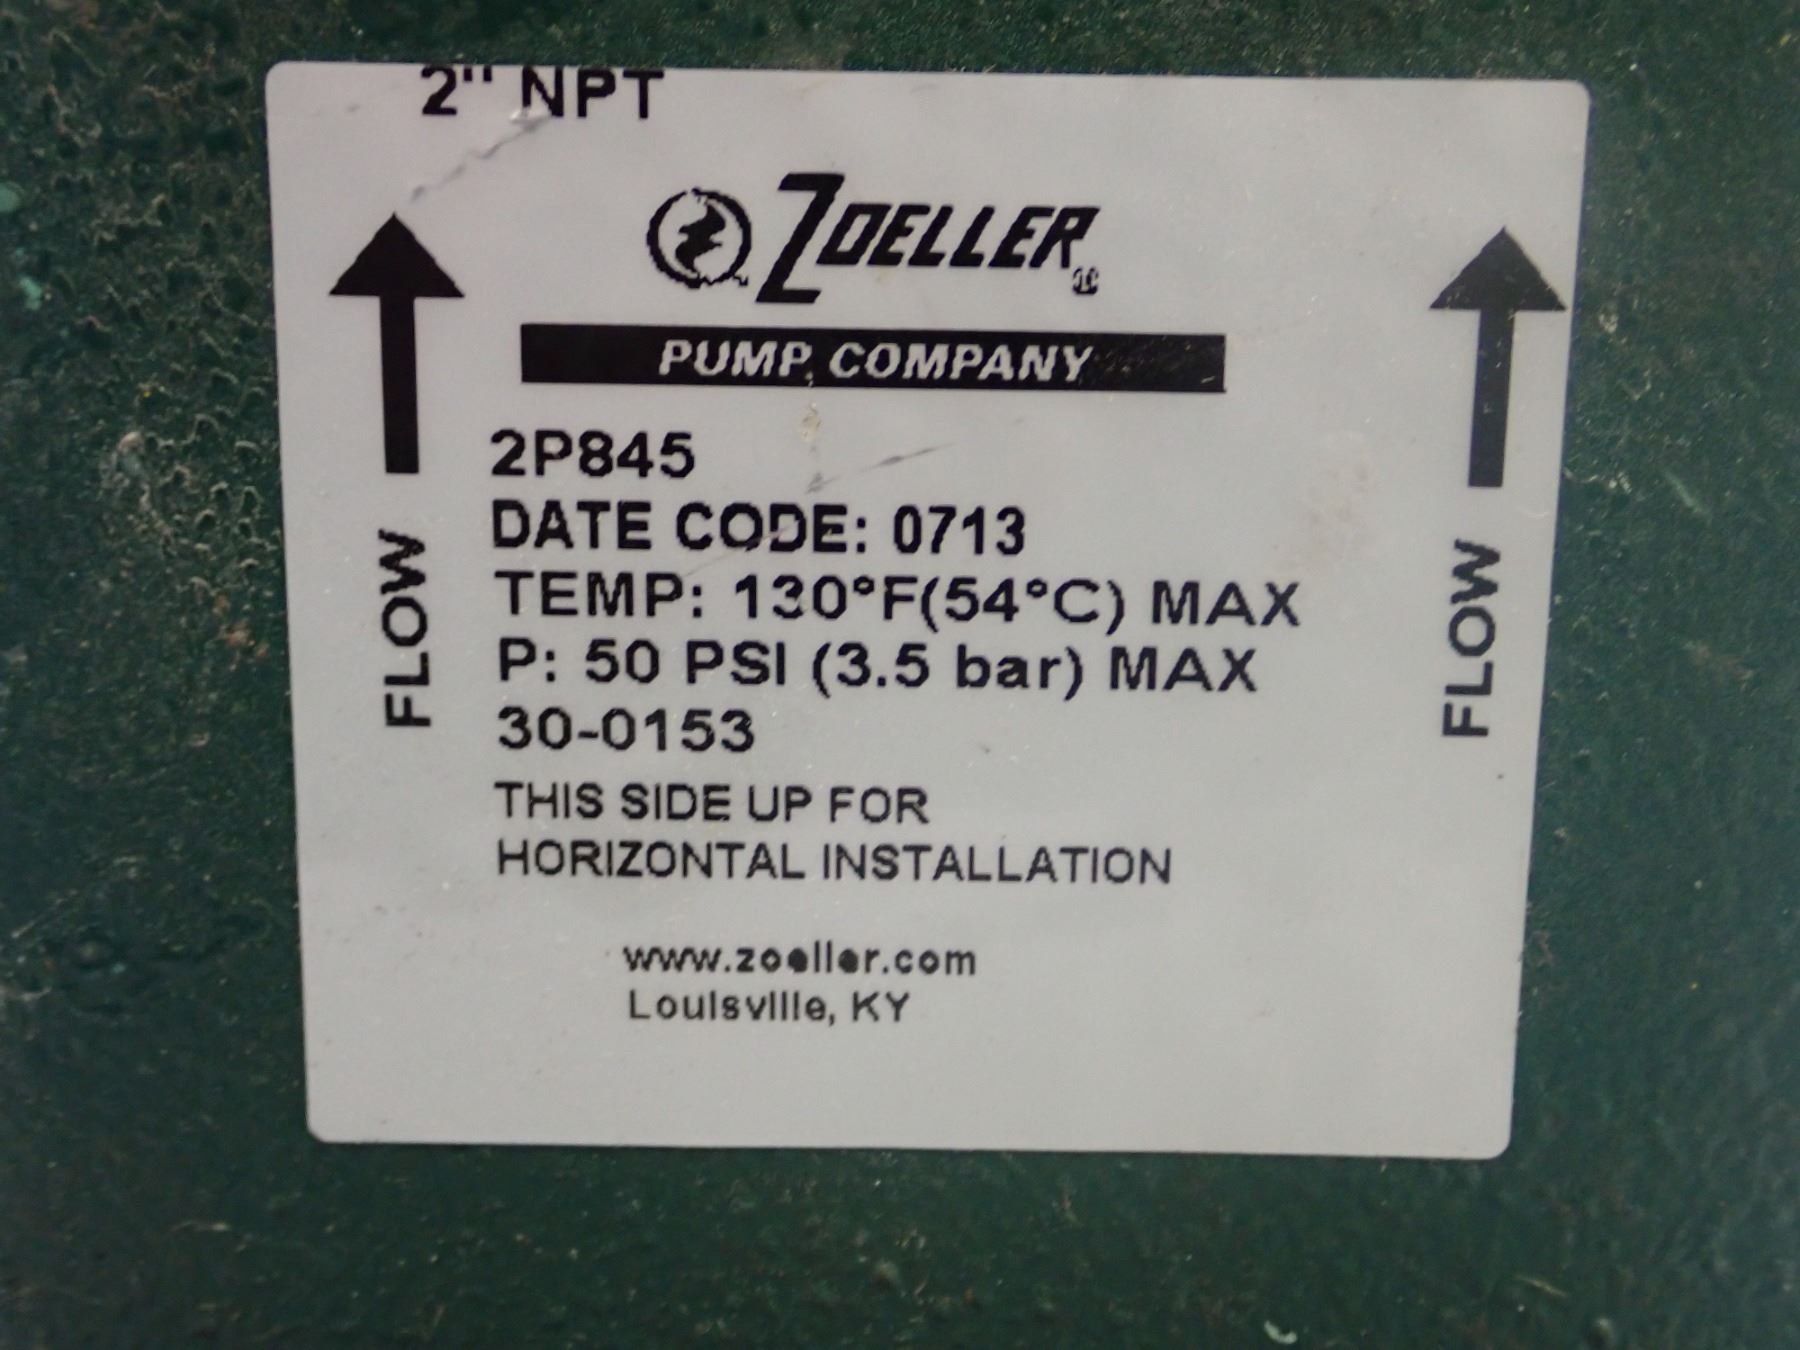 2" NPT
ZOELLER®
PUMP COMPANY
2P845
DATE CODE: 0713
TEMP: 130°F(54°C) MAX
P: 50 PSI (3.5 bar) MAX
30-0153
THIS SIDE UP FOR
HORIZONTAL INSTALLATION
www.zoeller.com
Louisville, KY
FLOW
FLOW